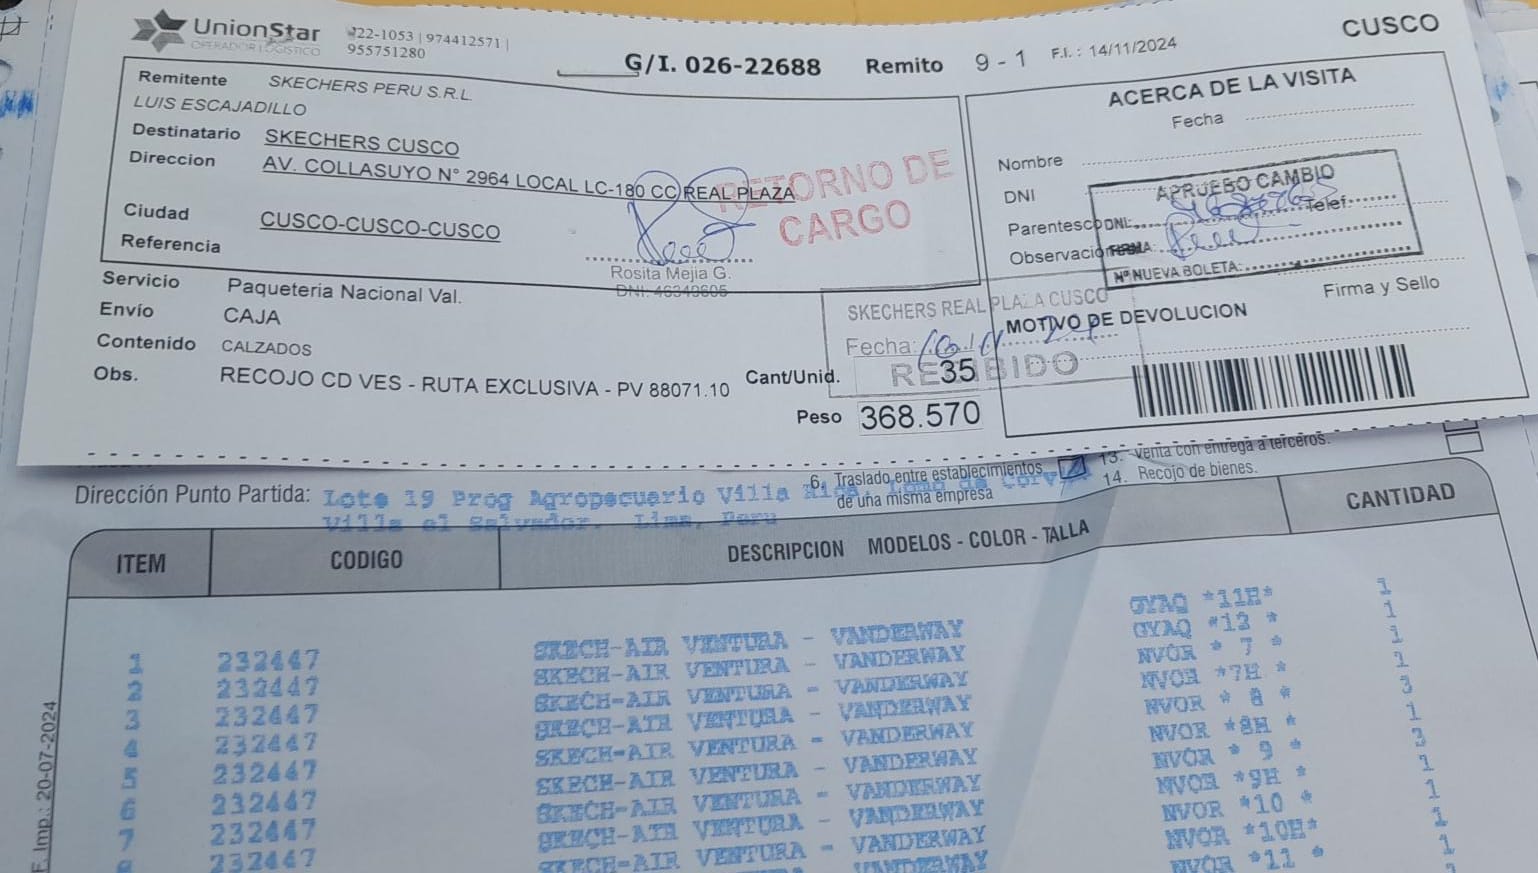 UnionStar
OPERADOR LOGISTICO
722-1053 | 974412571 |
955751280
G/I. 026-22688
Remito 9 - 1
F.I. : 14/11/2024
CUSCO
Remitente SKECHERS PERU S.R.L.
LUIS ESCAJADILLO
Destinatario SKECHERS CUSCO
Direccion AV. COLLASUYO N° 2964 LOCAL LC-180 CC REAL PLAZA
Ciudad CUSCO-CUSCO-CUSCO
Referencia
RETORNO DE
CARGO
Rosita Mejia G.
DNI: 46349605
Servicio Paqueteria Nacional Val.
Envío CAJA
Contenido CALZADOS
Obs. RECOJO CD VES - RUTA EXCLUSIVA - PV 88071.10
Cant/Unid. 35
Peso 368.570
ACERCA DE LA VISITA
Fecha
Nombre
DNI
Parentesco
Telef
Observacion
APRUEBO CAMBIO
DNI:
FIRMA:
Nº NUEVA BOLETA:
Firma y Sello
SKECHERS REAL PLAZA CUSCO
Fecha:
RECIBIDO
MOTIVO DE DEVOLUCION
6. Traslado entre establecimientos
de una misma empresa
13. Venta con entrega a terceros.
14. Recojo de bienes.
Dirección Punto Partida: Lote 19 Prog Agropecuario Villa
Villa el Salvador. Lima, Peru
ITEM CODIGO DESCRIPCION MODELOS - COLOR - TALLA CANTIDAD
1 232447 SKECH-AIR VENTURA - VANDERWAY GYAQ *11H* 1
2 232447 SKECH-AIR VENTURA - VANDERWAY GYAQ *13 * 1
3 232447 SKECH-AIR VENTURA - VANDERWAY NVOR * 7 * 1
4 232447 SKECH-AIR VENTURA - VANDERWAY NVOR *7H * 1
5 232447 SKECH-AIR VENTURA - VANDERWAY NVOR * 8 * 3
6 232447 SKECH-AIR VENTURA - VANDERWAY NVOR *8H * 1
7 232447 SKECH-AIR VENTURA - VANDERWAY NVOR * 9 * 3
8 232447 SKECH-AIR VENTURA - VANDERWAY NVOR *9H * 1
SKECH-AIR VENTURA - VANDERWAY NVOR *10 * 1
VANDERWAY NVOR *10H* 1
NVOR *11 * 1
F. Imp.: 20-07-2024